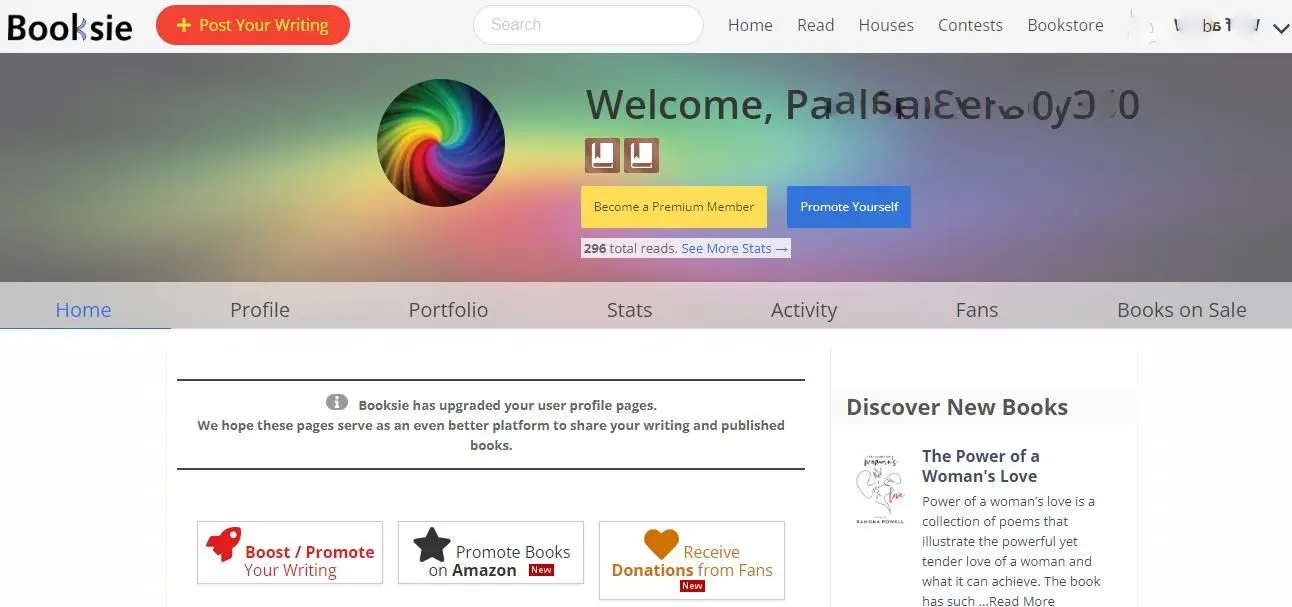 Booksie
+ Post Your Writing
Search
Home
Read
Houses
Contests
Bookstore
Welcome,
Become a Premium Member
Promote Yourself
296 total reads. See More Stats →
Home
Profile
Portfolio
Stats
Activity
Fans
Books on Sale
Booksie has upgraded your user profile pages.
We hope these pages serve as an even better platform to share your writing and published
books.
Boost / Promote
Your Writing
Promote Books
on Amazon New
Receive
Donations from Fans
New
Discover New Books
woman's
love
RAMONA POWELL
The Power of a
Woman's Love
Power of a woman's love is a
collection of poems that
illustrate the powerful yet
tender love of a woman and
what it can achieve. The book
has such ...Read More